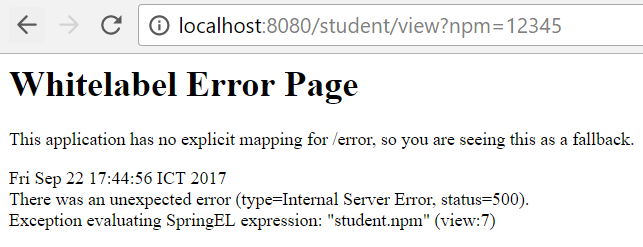 localhost:8080/student/view?npm=12345
Whitelabel Error Page
This application has no explicit mapping for /error, so you are seeing this as a fallback.
Fri Sep 22 17:44:56 ICT 2017
There was an unexpected error (type=Internal Server Error, status=500).
Exception evaluating SpringEL expression: "student.npm" (view:7)